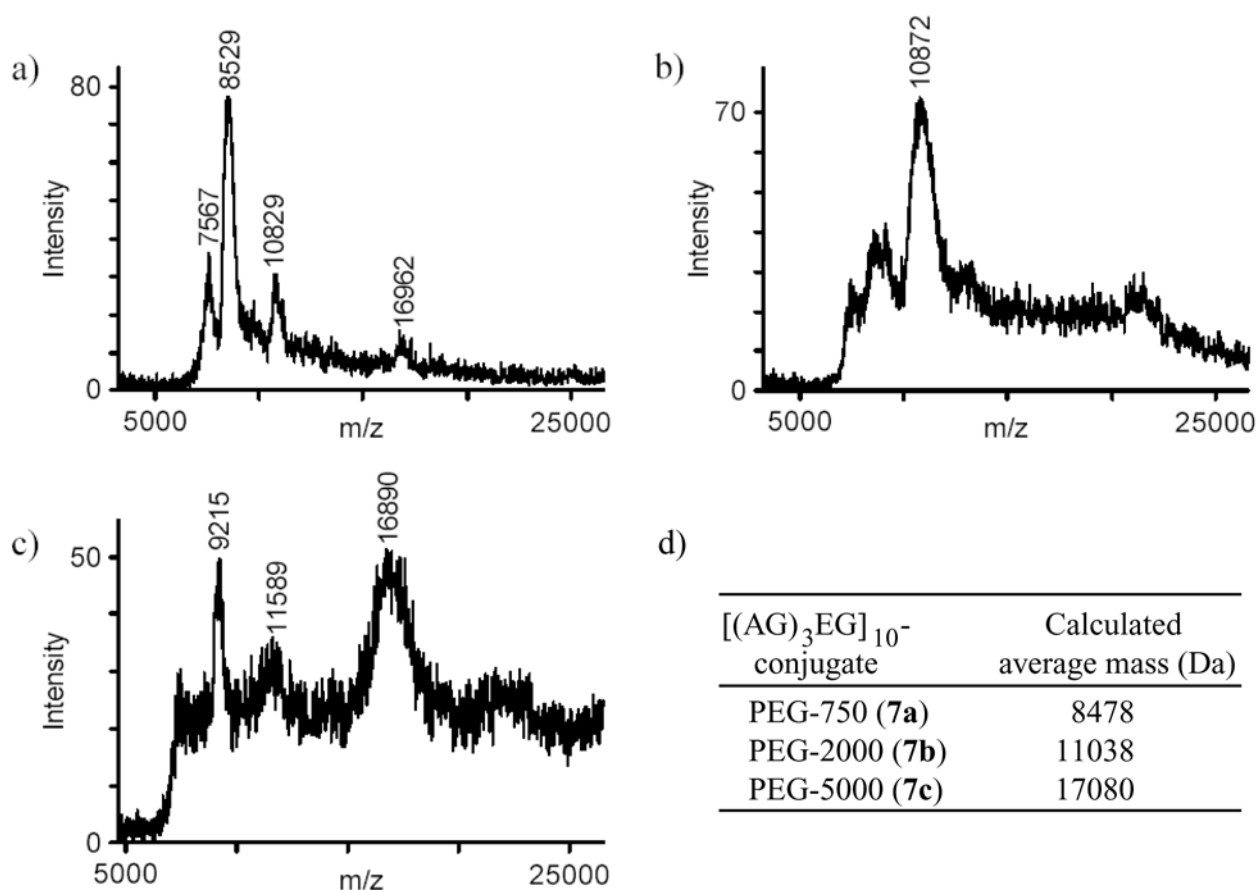 a)
80
Intensity
0
7567
8529
10829
16962
5000
25000
m/z
b)
70
Intensity
0
10872
5000
25000
m/z
c)
50
Intensity
0
9215
11589
16890
5000
25000
m/z
d)
[(AG)₃EG]₁₀- Calculated
conjugate average mass (Da)
PEG-750 (7a) 8478
PEG-2000 (7b) 11038
PEG-5000 (7c) 17080